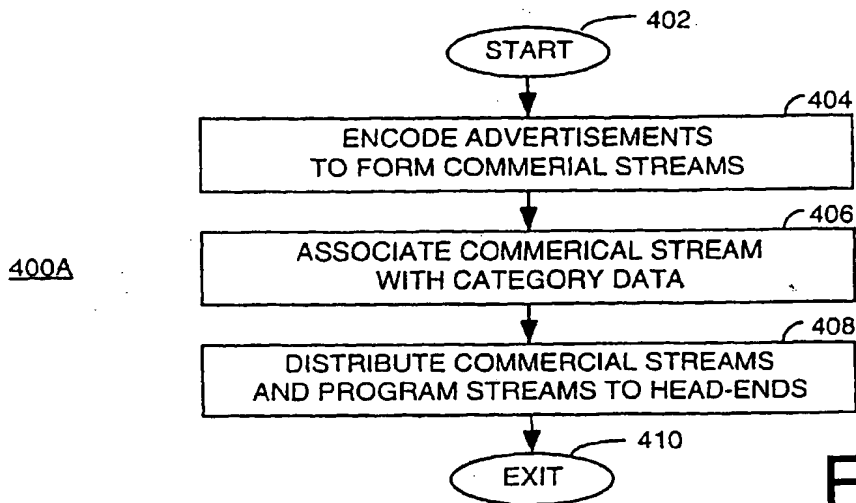 402
START
404
ENCODE ADVERTISEMENTS
TO FORM COMMERIAL STREAMS
406
ASSOCIATE COMMERICAL STREAM
WITH CATEGORY DATA
400A
408
DISTRIBUTE COMMERCIAL STREAMS
AND PROGRAM STREAMS TO HEAD-ENDS
410
EXIT